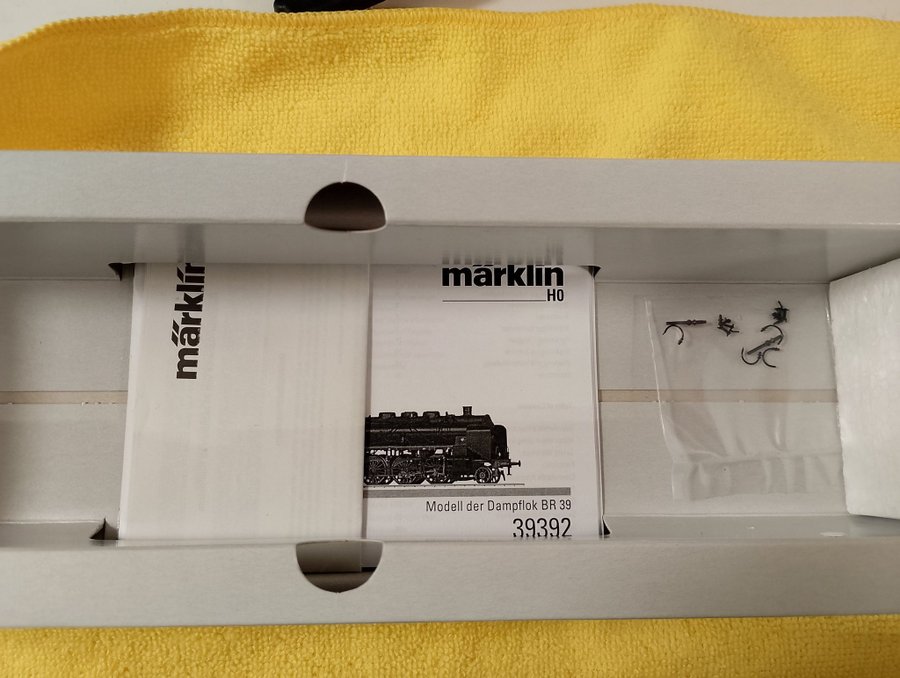 märklin
märklin
H0
Modell der Dampflok BR 39
39392